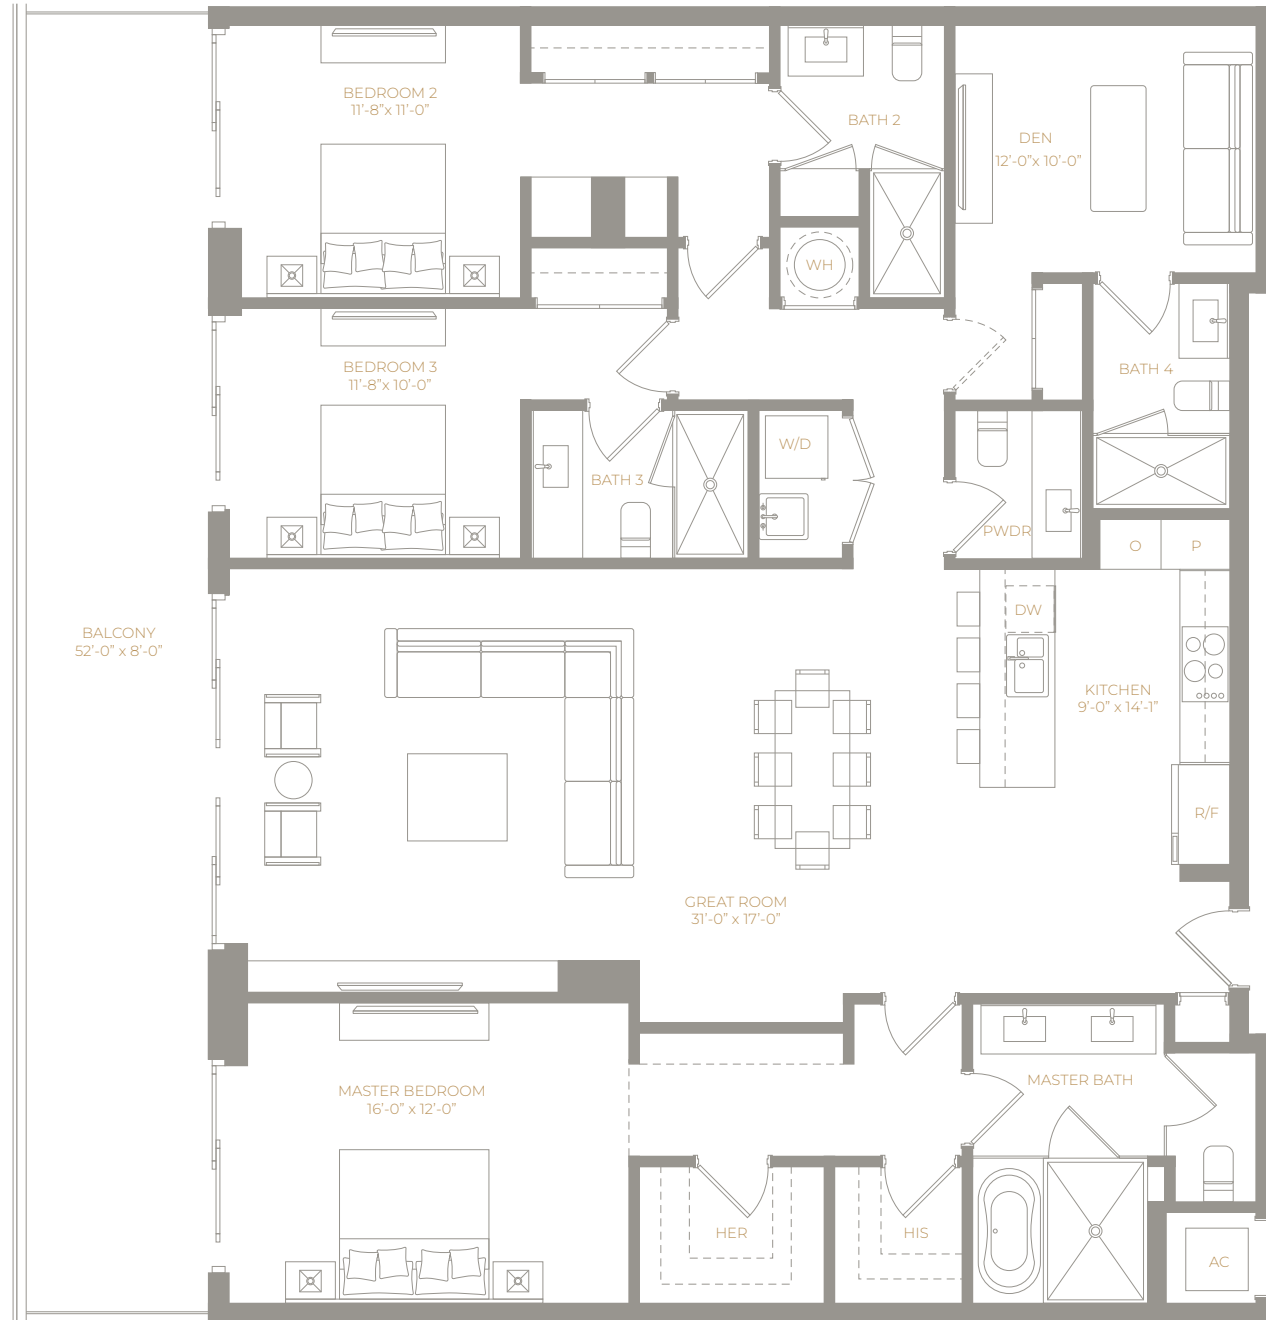 BEDROOM 2
11'-8"x 11'-0"
BATH 2
DEN
12'-0"x 10'-0"
WH
BEDROOM 3
11'-8"x 10'-0"
BATH 4
W/D
BATH 3
PWDR
O
P
DW
BALCONY
52'-0" x 8'-0"
KITCHEN
9'-0" x 14'-1"
R/F
GREAT ROOM
31'-0" x 17'-0"
MASTER BEDROOM
16'-0" x 12'-0"
MASTER BATH
HER
HIS
AC